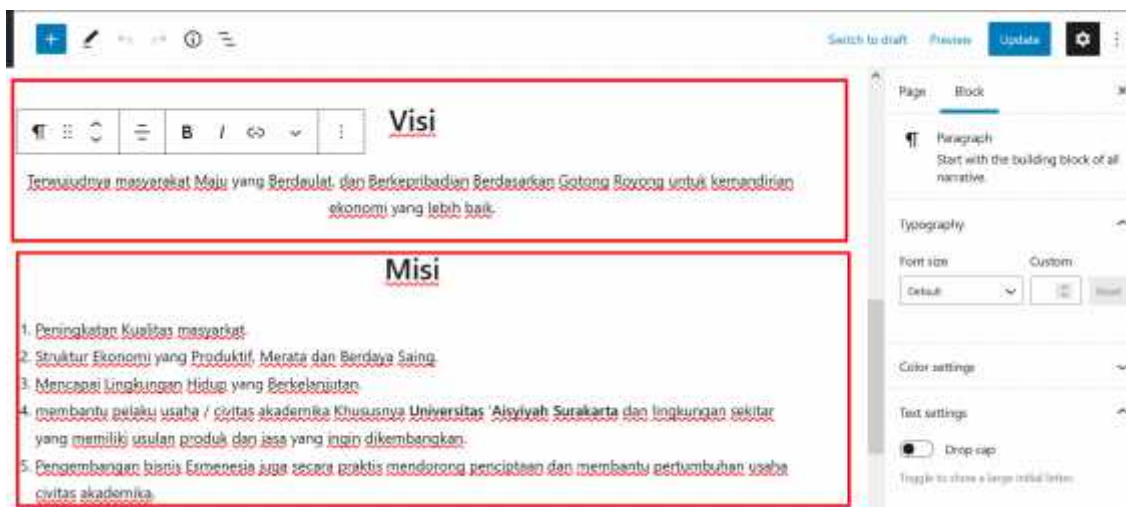 Switch to draft Preview Update
Visi
B I
Terwujudnya masyarakat Maju yang Berdaulat, dan Berkepribadian Berdasarkan Gotong Royong untuk kemandirian
ekonomi yang lebih baik.
Misi
1. Peningkatan Kualitas masyarkat.
2. Struktur Ekonomi yang Produktif, Merata dan Berdaya Saing.
3. Mencapai Lingkungan Hidup yang Berkelanjutan.
4. membantu pelaku usaha / civitas akademika Khususnya Universitas 'Aisyiyah Surakarta dan lingkungan sekitar
yang memiliki usulan produk dan jasa yang ingin dikembangkan.
5. Pengembangan bisnis Esmenesia juga secara praktis mendorong penciptaan dan membantu pertumbuhan usaha
civitas akademika.
Page Block
Paragraph
Start with the building block of all
narrative.
Typography
Font size Custom
Default Reset
Color settings
Text settings
Drop cap
Toggle to show a large initial letter.